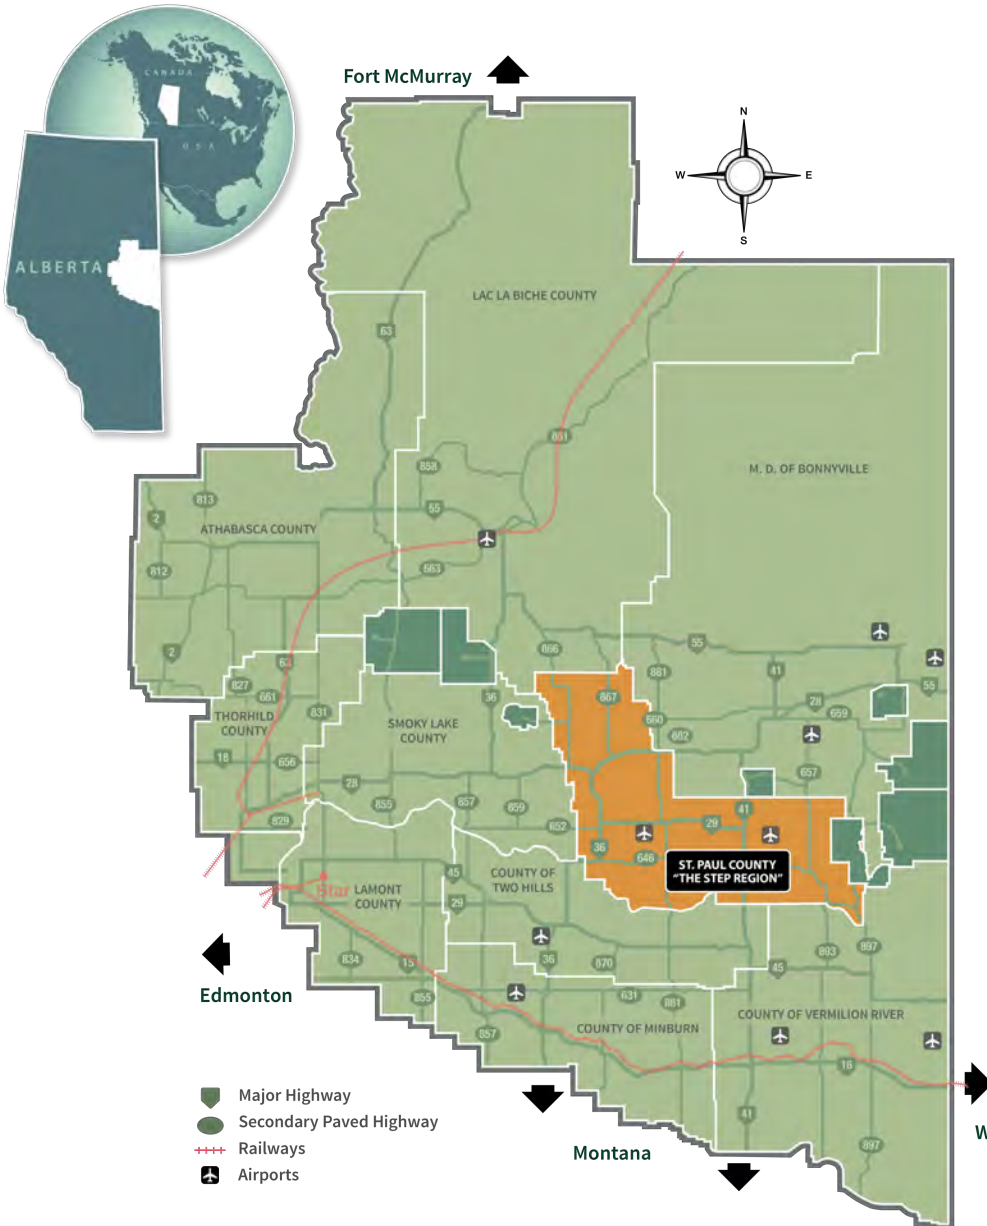 Fort McMurray
CANADA
USA
N
W
E
S
ALBERTA
LAC LA BICHE COUNTY
63
881
858
M. D. OF BONNYVILLE
813
55
2
ATHABASCA COUNTY
663
812
2
63
866
55
881
41
827
661
831
36
667
28
659
55
THORHILD
COUNTY
SMOKY LAKE
COUNTY
660
882
18
656
28
855
857
859
657
829
652
41
29
36
646
ST. PAUL COUNTY
"THE STEP REGION"
45
COUNTY OF
TWO HILLS
Star
LAMONT
COUNTY
29
834
15
36
870
45
893
897
Edmonton
855
631
881
COUNTY OF VERMILION RIVER
857
COUNTY OF MINBURN
16
41
897
W
Montana
Major Highway
Secondary Paved Highway
Railways
Airports